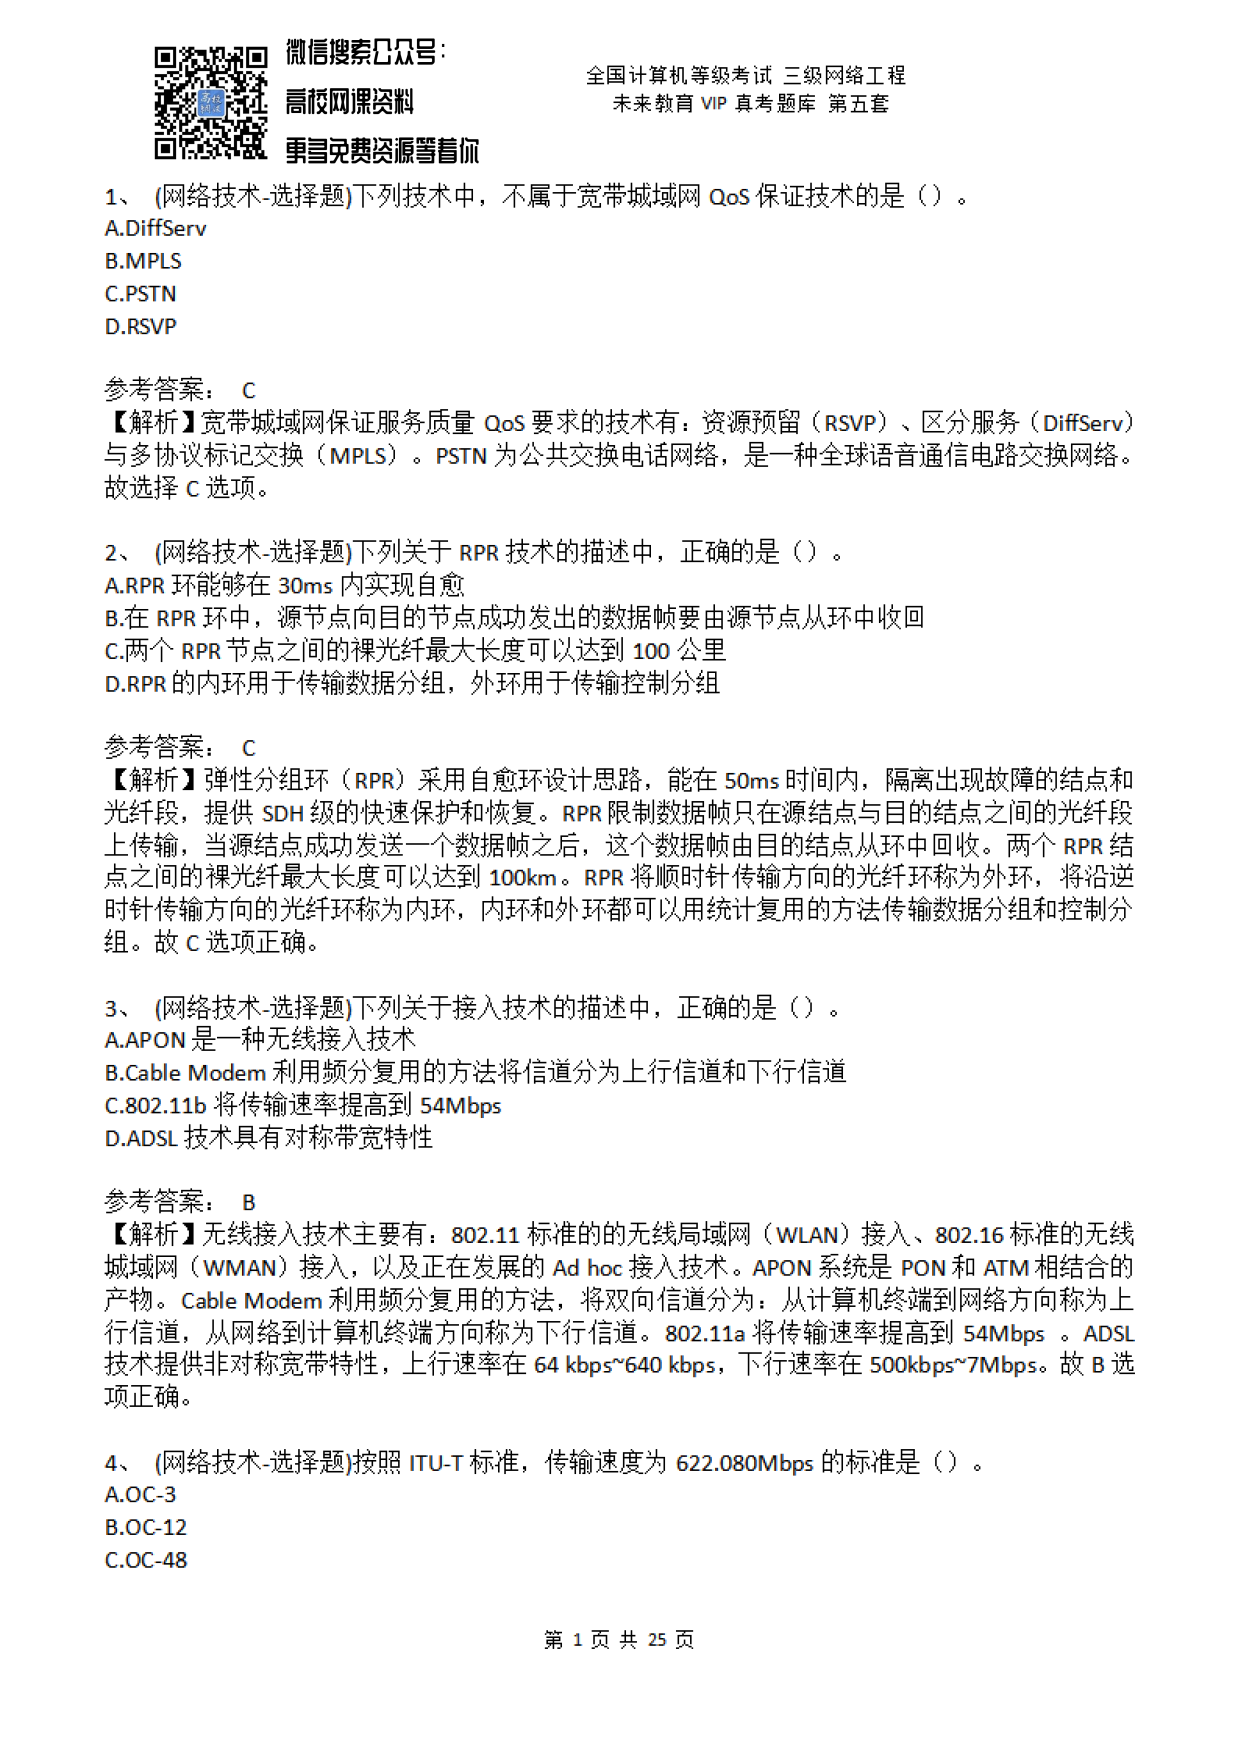 微信搜索公众号：
高校网课资料
更多免费资源等着你
全国计算机等级考试 三级网络工程
未来教育 VIP 真考题库 第五套
1、 (网络技术-选择题)下列技术中，不属于宽带城域网 QoS 保证技术的是（）。
A.DiffServ
B.MPLS
C.PSTN
D.RSVP
参考答案： C
【解析】宽带城域网保证服务质量 QoS 要求的技术有：资源预留（RSVP）、区分服务（DiffServ）
与多协议标记交换（MPLS）。PSTN 为公共交换电话网络，是一种全球语音通信电路交换网络。
故选择 C 选项。
2、 (网络技术-选择题)下列关于 RPR 技术的描述中，正确的是（）。
A.RPR 环能够在 30ms 内实现自愈
B.在 RPR 环中，源节点向目的节点成功发出的数据帧要由源节点从环中收回
C.两个 RPR 节点之间的裸光纤最大长度可以达到 100 公里
D.RPR 的内环用于传输数据分组，外环用于传输控制分组
参考答案： C
【解析】弹性分组环（RPR）采用自愈环设计思路，能在 50ms 时间内，隔离出现故障的结点和
光纤段，提供 SDH 级的快速保护和恢复。RPR 限制数据帧只在源结点与目的结点之间的光纤段
上传输，当源结点成功发送一个数据帧之后，这个数据帧由目的结点从环中回收。两个 RPR 结
点之间的裸光纤最大长度可以达到 100km。RPR 将顺时针传输方向的光纤环称为外环，将沿逆
时针传输方向的光纤环称为内环，内环和外环都可以用统计复用的方法传输数据分组和控制分
组。故 C 选项正确。
3、 (网络技术-选择题)下列关于接入技术的描述中，正确的是（）。
A.APON 是一种无线接入技术
B.Cable Modem 利用频分复用的方法将信道分为上行信道和下行信道
C.802.11b 将传输速率提高到 54Mbps
D.ADSL 技术具有对称带宽特性
参考答案： B
【解析】无线接入技术主要有：802.11 标准的的无线局域网（WLAN）接入、802.16 标准的无线
城域网（WMAN）接入，以及正在发展的 Ad hoc 接入技术。APON 系统是 PON 和 ATM 相结合的
产物。Cable Modem 利用频分复用的方法，将双向信道分为：从计算机终端到网络方向称为上
行信道，从网络到计算机终端方向称为下行信道。802.11a 将传输速率提高到 54Mbps 。ADSL
技术提供非对称宽带特性，上行速率在 64 kbps~640 kbps，下行速率在 500kbps~7Mbps。故 B 选
项正确。
4、 (网络技术-选择题)按照 ITU-T 标准，传输速度为 622.080Mbps 的标准是（）。
A.OC-3
B.OC-12
C.OC-48
第 1 页 共 25 页